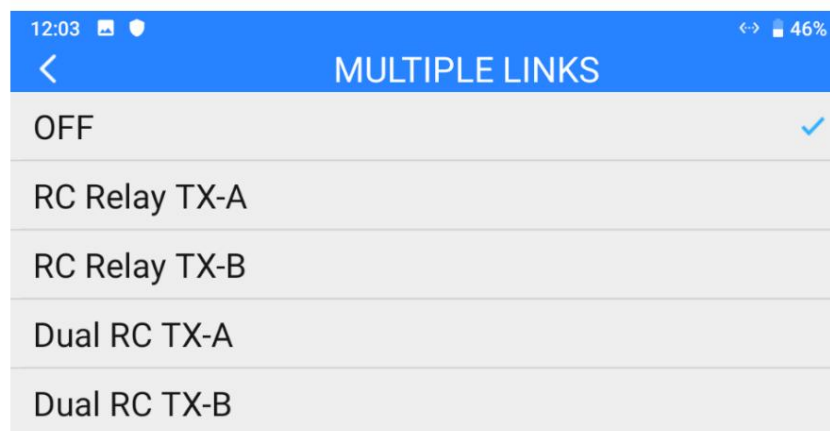 12:03 46%
MULTIPLE LINKS
OFF
RC Relay TX-A
RC Relay TX-B
Dual RC TX-A
Dual RC TX-B